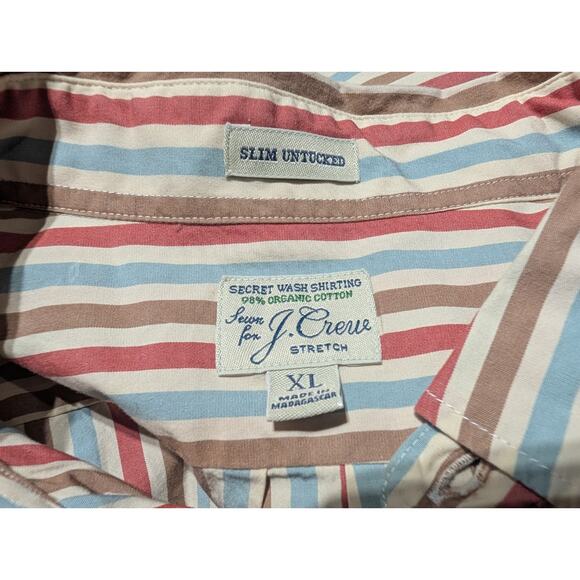 SLIM UNTUCKED
SECRET WASH SHIRTING
98% ORGANIC COTTON
Sewn for J.Crew
STRETCH
XL
MADE IN
MADAGASCAR